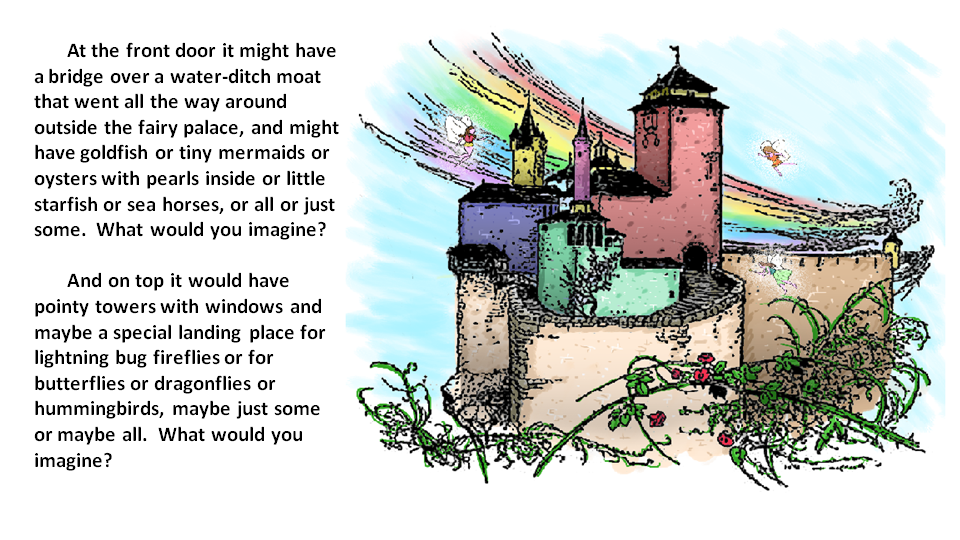 At the front door it might have
a bridge over a water-ditch moat
that went all the way around
outside the fairy palace, and might
have goldfish or tiny mermaids or
oysters with pearls inside or little
starfish or sea horses, or all or just
some.  What would you imagine?
And on top it would have
pointy towers with windows and
maybe a special landing place for
lightning bug fireflies or for
butterflies or dragonflies or
hummingbirds, maybe just some
or maybe all.  What would you
imagine?